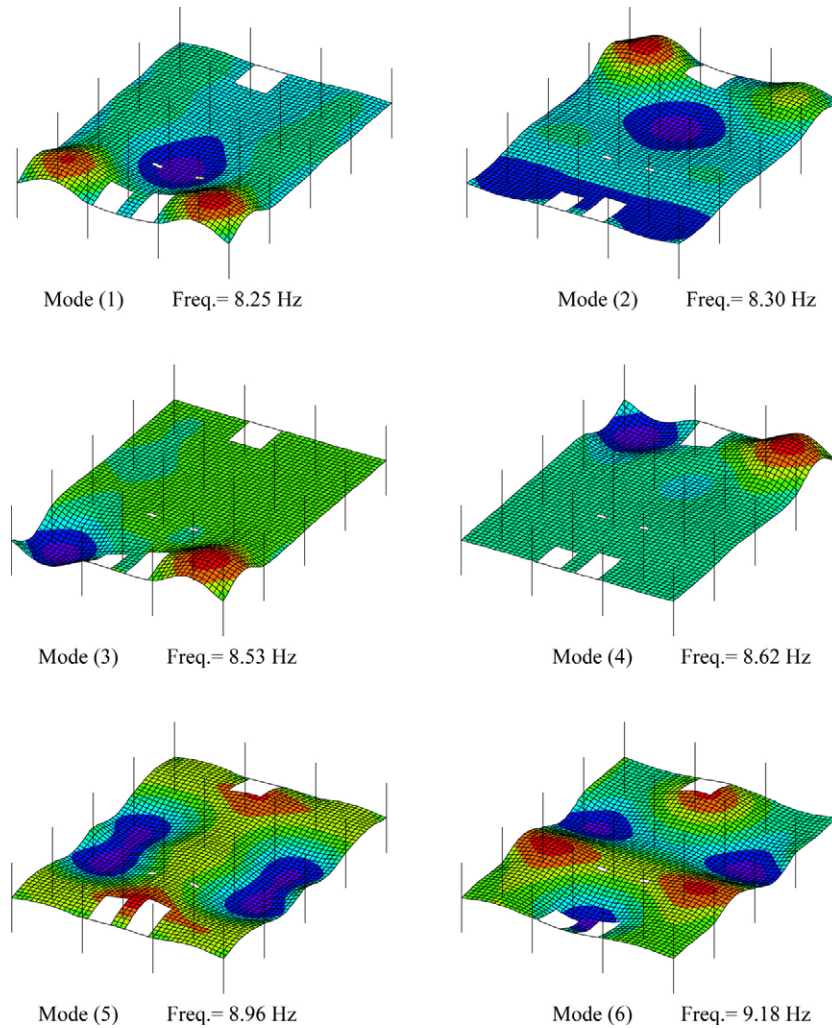 Mode (1) Freq.= 8.25 Hz
Mode (2) Freq.= 8.30 Hz
Mode (3) Freq.= 8.53 Hz
Mode (4) Freq.= 8.62 Hz
Mode (5) Freq.= 8.96 Hz
Mode (6) Freq.= 9.18 Hz